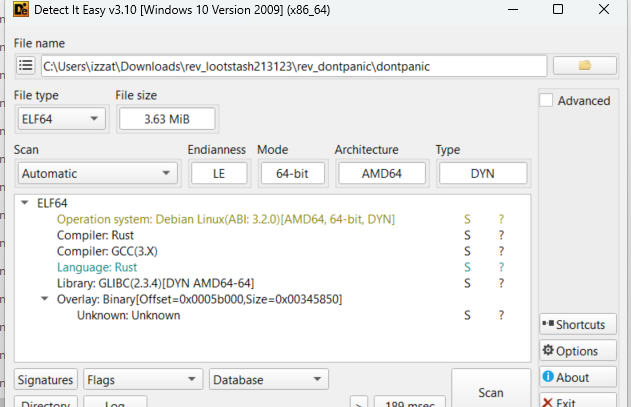 Detect It Easy v3.10 [Windows 10 Version 2009] (x86_64)
File name
C:\Users\izzat\Downloads\rev_lootstash213123\rev_dontpanic\dontpanic
File type File size
ELF64 3.63 MiB
Advanced
Scan Endianness Mode Architecture Type
Automatic LE 64-bit AMD64 DYN
ELF64
Operation system: Debian Linux(ABI: 3.2.0)[AMD64, 64-bit, DYN] S ?
Compiler: Rust S ?
Compiler: GCC(3.X) S ?
Language: Rust S ?
Library: GLIBC(2.3.4)[DYN AMD64-64] S ?
Overlay: Binary[Offset=0x0005b000,Size=0x00345850]
Unknown: Unknown S ?
Shortcuts
Options
Signatures Flags Database Scan About
Directory Log > 189 msec Exit